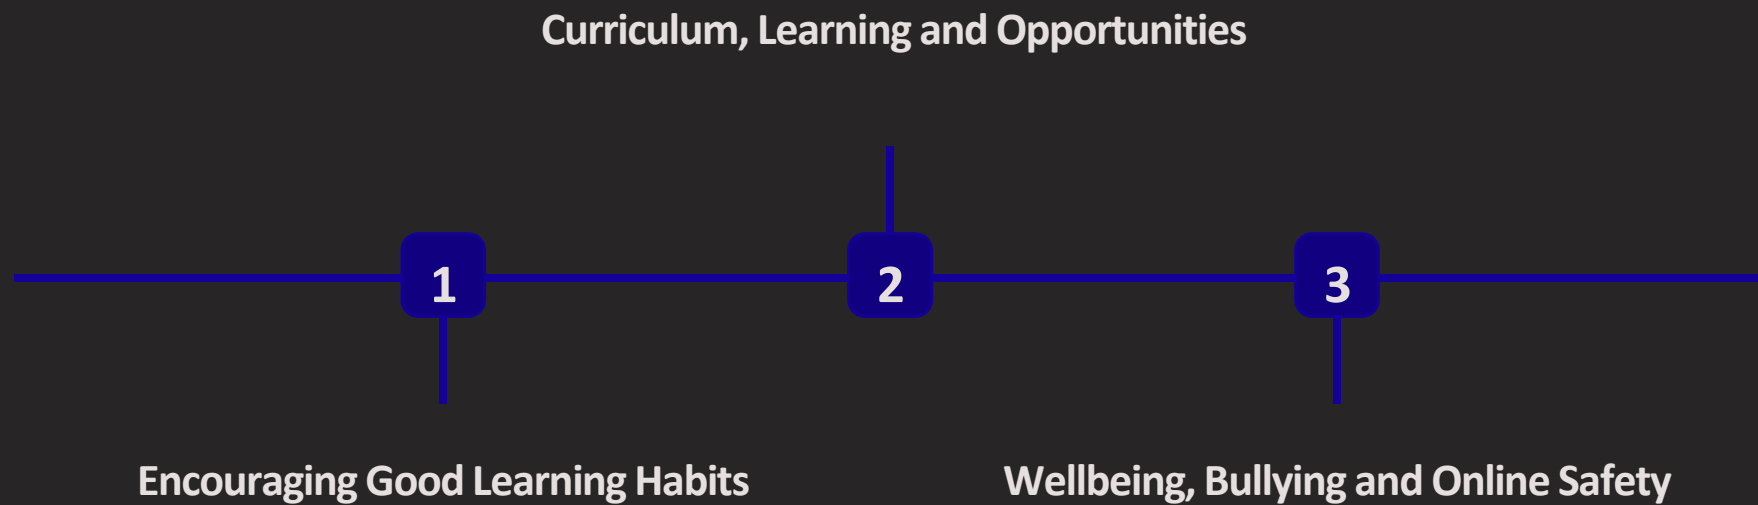 Curriculum, Learning and Opportunities
1
2
3
Encouraging Good Learning Habits
Wellbeing, Bullying and Online Safety